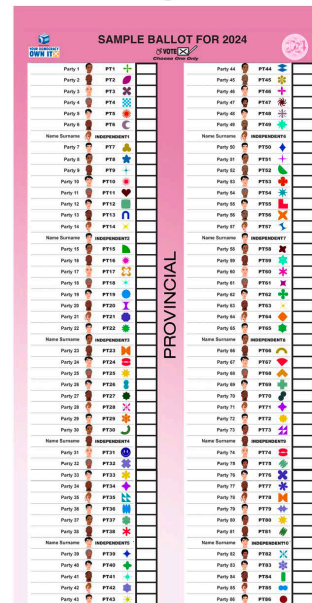 YOUR DEMOCRACY
OWN IT
SAMPLE BALLOT FOR 2024
VOTE
Choose One Only
Party 1 PT1
Party 2 PT2
Party 3 PT3
Party 4 PT4
Party 5 PT5
Party 6 PT6
Name Surname INDEPENDENT1
Party 7 PT7
Party 8 PT8
Party 9 PT9
Party 10 PT10
Party 11 PT11
Party 12 PT12
Party 13 PT13
Party 14 PT14
Name Surname INDEPENDENT2
Party 15 PT15
Party 16 PT16
Party 17 PT17
Party 18 PT18
Party 19 PT19
Party 20 PT20
Party 21 PT21
Party 22 PT22
Name Surname INDEPENDENT3
Party 23 PT23
Party 24 PT24
Party 25 PT25
Party 26 PT26
Party 27 PT27
Party 28 PT28
Party 29 PT29
Party 30 PT30
Name Surname INDEPENDENT4
Party 31 PT31
Party 32 PT32
Party 33 PT33
Party 34 PT34
Party 35 PT35
Party 36 PT36
Party 37 PT37
Party 38 PT38
Name Surname INDEPENDENT5
Party 39 PT39
Party 40 PT40
Party 41 PT41
Party 42 PT42
Party 43 PT43
PROVINCIAL
Party 44 PT44
Party 45 PT45
Party 46 PT46
Party 47 PT47
Party 48 PT48
Party 49 PT49
Name Surname INDEPENDENT6
Party 50 PT50
Party 51 PT51
Party 52 PT52
Party 53 PT53
Party 54 PT54
Party 55 PT55
Party 56 PT56
Party 57 PT57
Name Surname INDEPENDENT7
Party 58 PT58
Party 59 PT59
Party 60 PT60
Party 61 PT61
Party 62 PT62
Party 63 PT63
Party 64 PT64
Party 65 PT65
Name Surname INDEPENDENT8
Party 66 PT66
Party 67 PT67
Party 68 PT68
Party 69 PT69
Party 70 PT70
Party 71 PT71
Party 72 PT72
Party 73 PT73
Name Surname INDEPENDENT9
Party 74 PT74
Party 75 PT75
Party 76 PT76
Party 77 PT77
Party 78 PT78
Party 79 PT79
Party 80 PT80
Party 81 PT81
Name Surname INDEPENDENT10
Party 82 PT82
Party 83 PT83
Party 84 PT84
Party 85 PT85
Party 86 PT86